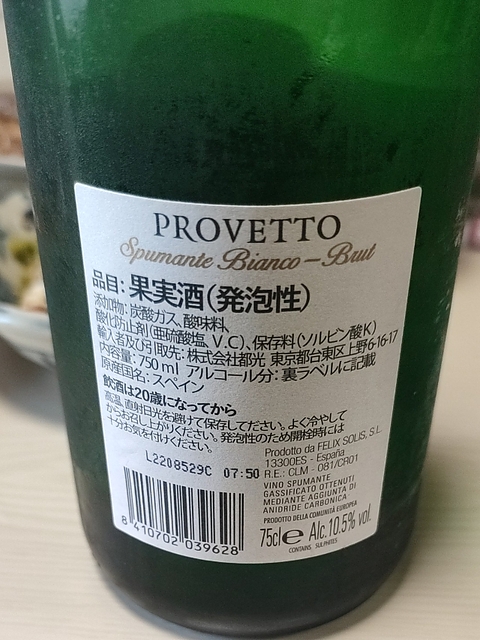 PROVETTO
Spumante Bianco - Brut
品目: 果実酒(発泡性)
添加物: 炭酸ガス、酸味料、
酸化防止剤(亜硫酸塩、V.C)、保存料(ソルビン酸K)
輸入者及び引取先: 株式会社都光 東京都台東区上野6-16-17
内容量: 750ml アルコール分: 裏ラベルに記載
原産国名: スペイン
飲酒は20歳になってから
高温、直射日光を避けて保存してください。よく冷やして
からお召し上がりください。発泡性のため開栓時には
十分お気を付けください。
L2208529C 07:50
8 410702 039628
Prodotto da FELIX SOLIS, S.L.
13300ES - España
R.E.: CLM - 081/CR01
VINO SPUMANTE
GASSIFICATO OTTENUTI
MEDIANTE AGGIUNTA DI
ANIDRIDE CARBONICA
PRODOTTO DELLA COMUNITÀ EUROPEA
75cl e Alc.10.5% vol.
CONTAINS SULPHITES